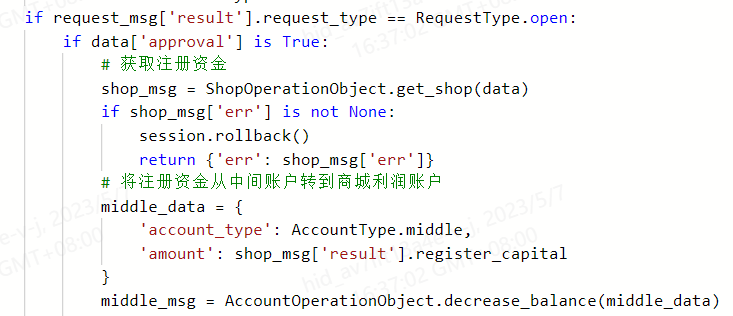 if request_msg['result'].request_type == RequestType.open:
    if data['approval'] is True:
        # 获取注册资金
        shop_msg = ShopOperationObject.get_shop(data)
        if shop_msg['err'] is not None:
            session.rollback()
            return {'err': shop_msg['err']}
        # 将注册资金从中间账户转到商城利润账户
        middle_data = {
            'account_type': AccountType.middle,
            'amount': shop_msg['result'].register_capital
        }
        middle_msg = AccountOperationObject.decrease_balance(middle_data)